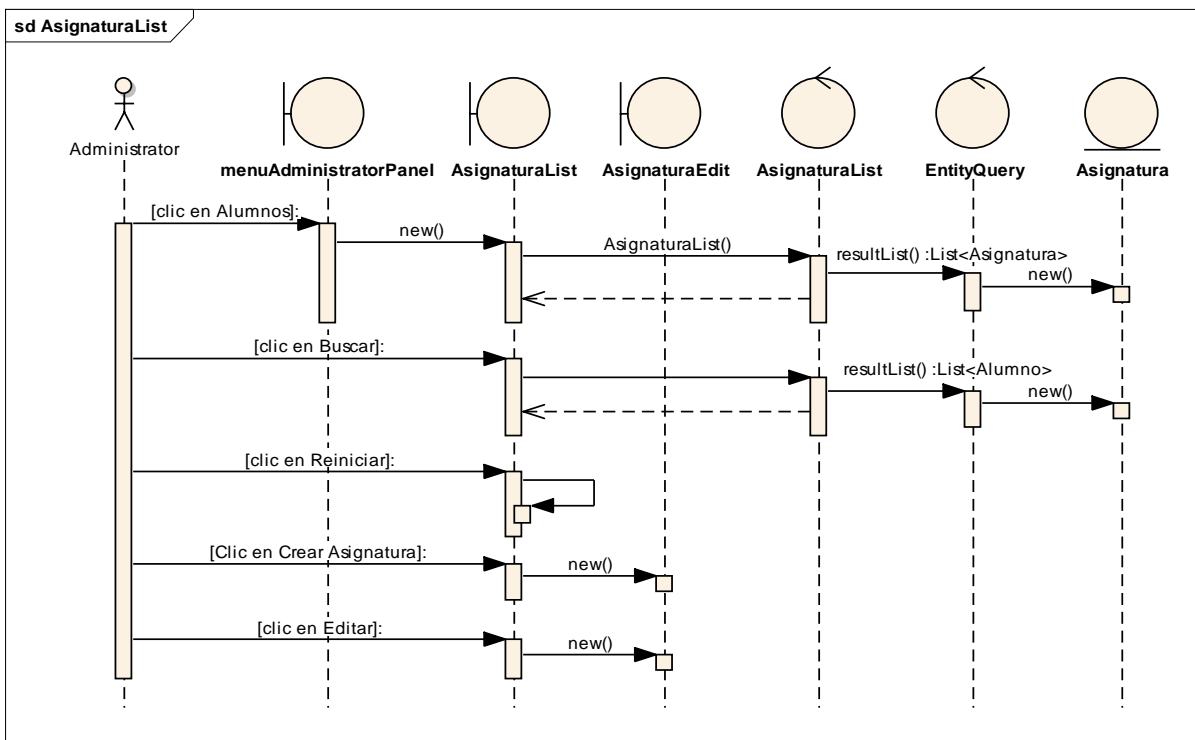 sd AsignaturaList
Administrator
menuAdministratorPanel
AsignaturaList
AsignaturaEdit
AsignaturaList
EntityQuery
Asignatura
[clic en Alumnos]:
new()
AsignaturaList()
resultList() :List<Asignatura>
new()
[clic en Buscar]:
resultList() :List<Alumno>
new()
[clic en Reiniciar]:
[Clic en Crear Asignatura]:
new()
[clic en Editar]:
new()